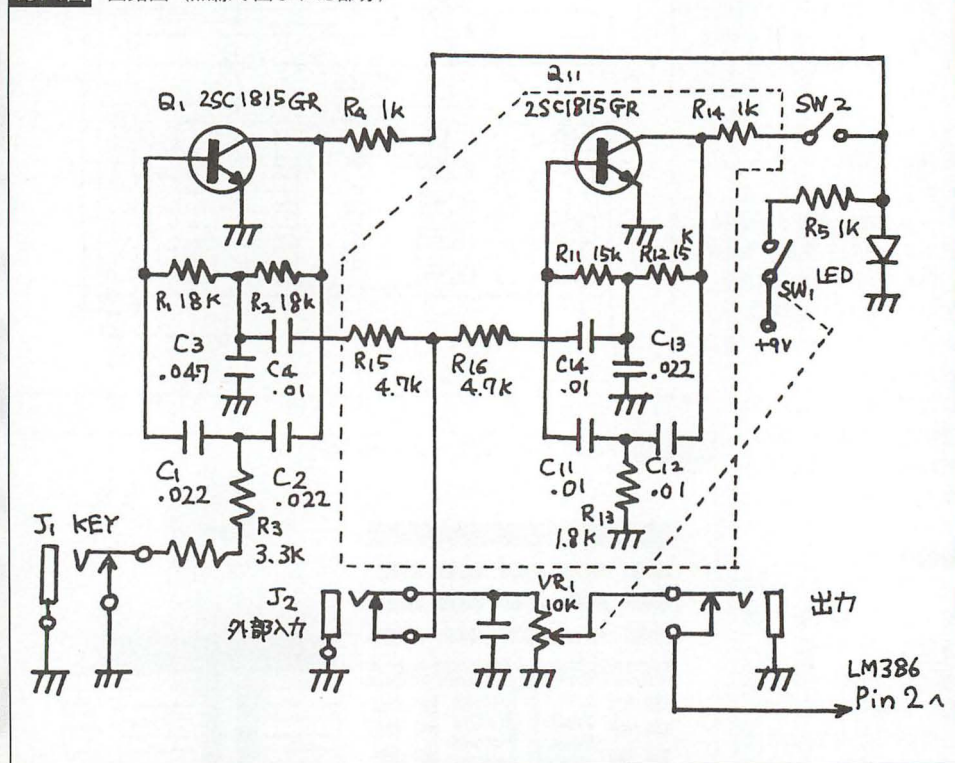 Q1 2SC1815GR
R4 1k
Q11
2SC1815GR
R14 1k
SW2
R5 1k
LED
SW1
+9V
R1 18K
R2 18k
C3
.047
C4
.01
R15
4.7k
R16
4.7k
R11 15k
R12 15K
C14
.01
C13
.022
C1
.022
C2
.022
R3
3.3K
C11
.01
C12
.01
R13
1.8K
J1 KEY
J2
外部入力
VR1
10K
出力
LM386
Pin 2へ